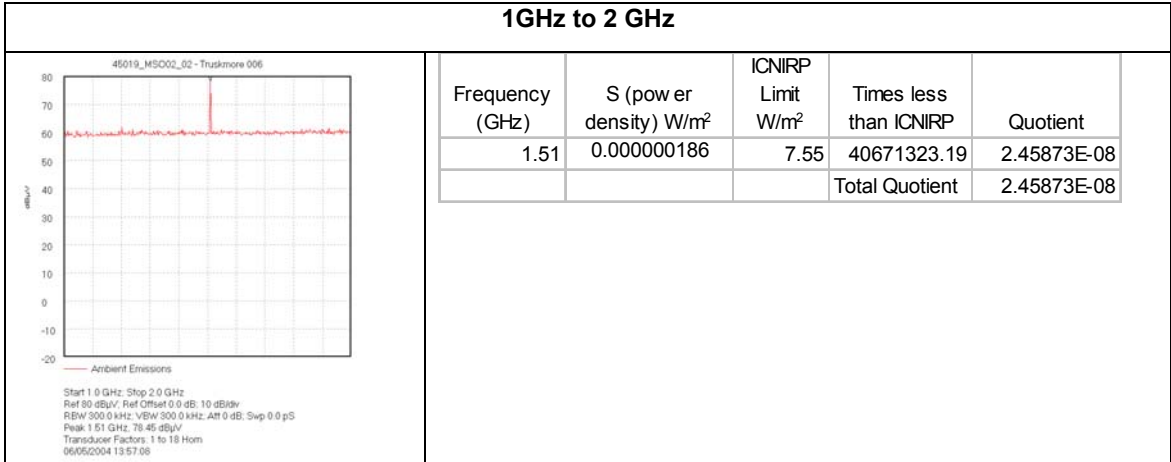 1GHz to 2 GHz
45019_MSO02_02 - Truskmore 006
80
70
60
50
40
30
20
10
0
-10
-20
dBµV
Ambient Emissions
Start 1.0 GHz; Stop 2.0 GHz
Ref 80 dBµV; Ref Offset 0.0 dB; 10 dB/div
RBW 300.0 kHz; VBW 300.0 kHz; Att 0 dB; Swp 0.0 pS
Peak 1.51 GHz, 78.45 dBµV
Transducer Factors: 1 to 18 Horn
06/05/2004 13:57:08
Frequency (GHz) S (pow er density) W/m² ICNIRP Limit W/m² Times less than ICNIRP Quotient
1.51 0.000000186 7.55 40671323.19 2.45873E-08
Total Quotient 2.45873E-08